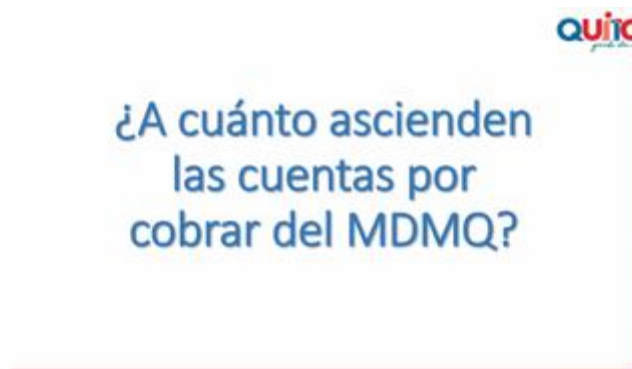 QUITO
¿A cuánto ascienden
las cuentas por
cobrar del MDMQ?